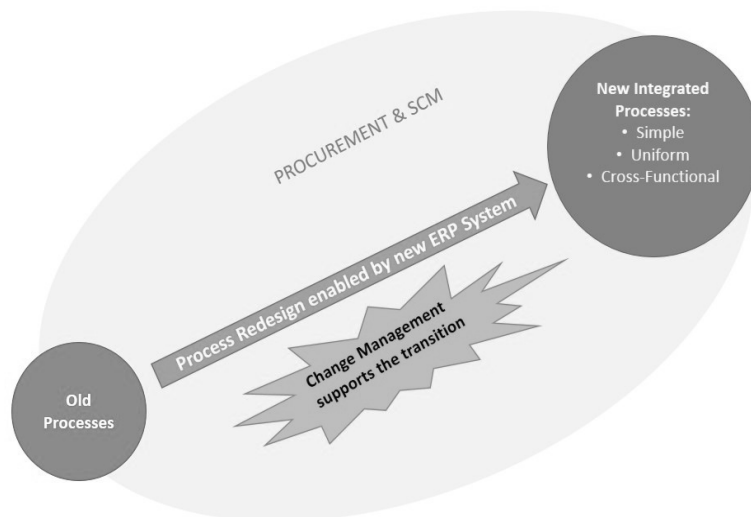 New Integrated
Processes:
• Simple
• Uniform
• Cross-Functional
PROCUREMENT & SCM
Process Redesign enabled by new ERP System
Change Management
supports the transition
Old
Processes